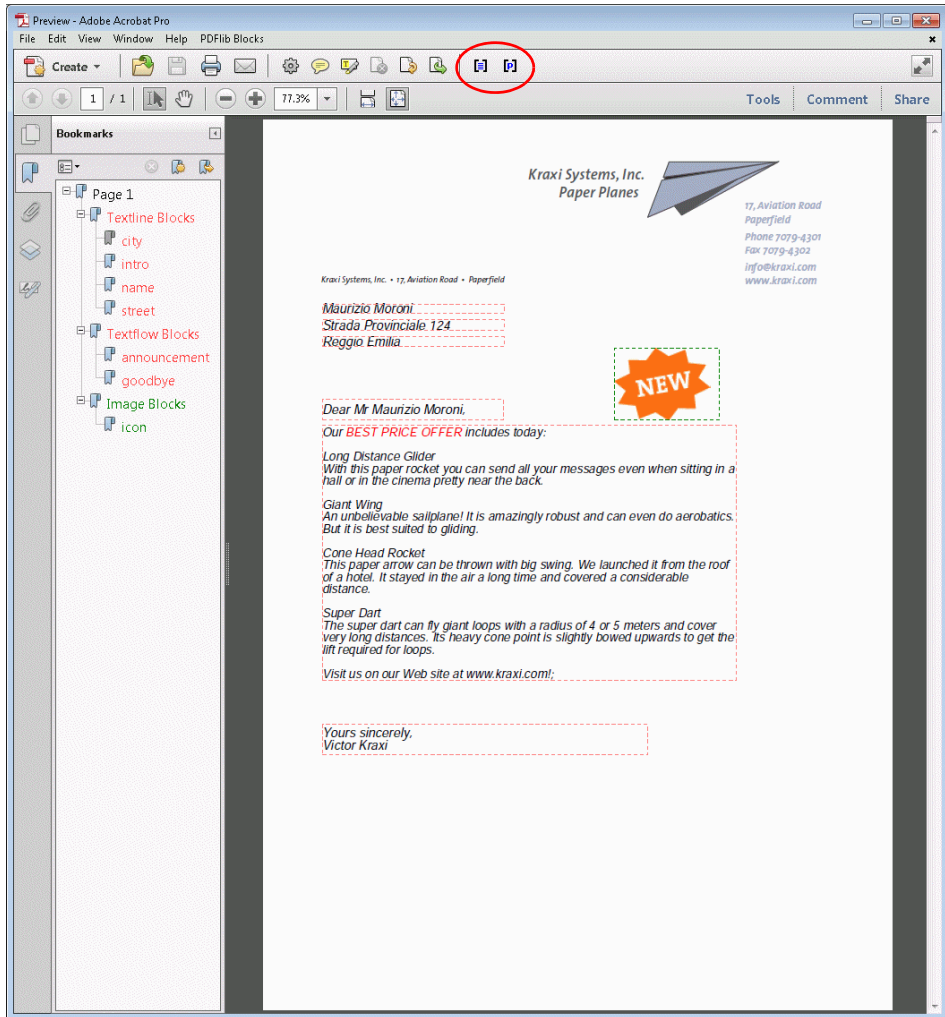 Preview - Adobe Acrobat Pro
File Edit View Window Help PDFlib Blocks
Create
1 / 1
77.3%
Tools Comment Share
Bookmarks
Page 1
Textline Blocks
city
intro
name
street
Textflow Blocks
announcement
goodbye
Image Blocks
icon
Kraxi Systems, Inc.
Paper Planes
17, Aviation Road
Paperfield
Phone 7079-4301
Fax 7079-4302
info@kraxi.com
www.kraxi.com
Kraxi Systems, Inc. • 17, Aviation Road • Paperfield
Maurizio Moroni
Strada Provinciale 124
Reggio Emilia
NEW
Dear Mr Maurizio Moroni,
Our BEST PRICE OFFER includes today:
Long Distance Glider
With this paper rocket you can send all your messages even when sitting in a
hall or in the cinema pretty near the back.
Giant Wing
An unbelievable sailplane! It is amazingly robust and can even do aerobatics.
But it is best suited to gliding.
Cone Head Rocket
This paper arrow can be thrown with big swing. We launched it from the roof
of a hotel. It stayed in the air a long time and covered a considerable
distance.
Super Dart
The super dart can fly giant loops with a radius of 4 or 5 meters and cover
very long distances. Its heavy cone point is slightly bowed upwards to get the
lift required for loops.
Visit us on our Web site at www.kraxi.com!;
Yours sincerely,
Victor Kraxi